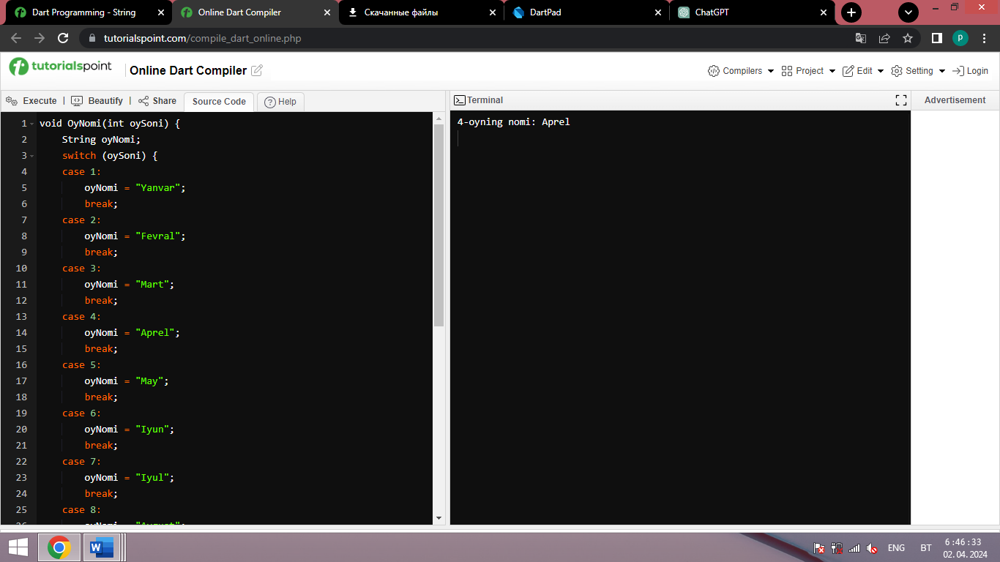 Dart Programming - String
Online Dart Compiler
Скачанные файлы
DartPad
ChatGPT
tutorialspoint.com/compile_dart_online.php
P
tutorialspoint
Online Dart Compiler
Compilers
Project
Edit
Setting
Login
Execute | Beautify | Share Source Code Help
Terminal
Advertisement
1 void OyNomi(int oySoni) {
2 String oyNomi;
3 switch (oySoni) {
4 case 1:
5 oyNomi = "Yanvar";
6 break;
7 case 2:
8 oyNomi = "Fevral";
9 break;
10 case 3:
11 oyNomi = "Mart";
12 break;
13 case 4:
14 oyNomi = "Aprel";
15 break;
16 case 5:
17 oyNomi = "May";
18 break;
19 case 6:
20 oyNomi = "Iyun";
21 break;
22 case 7:
23 oyNomi = "Iyul";
24 break;
25 case 8:
26 oyNomi = "Avgust";
4-oyning nomi: Aprel
ENG
BT
6:46:33
02.04.2024